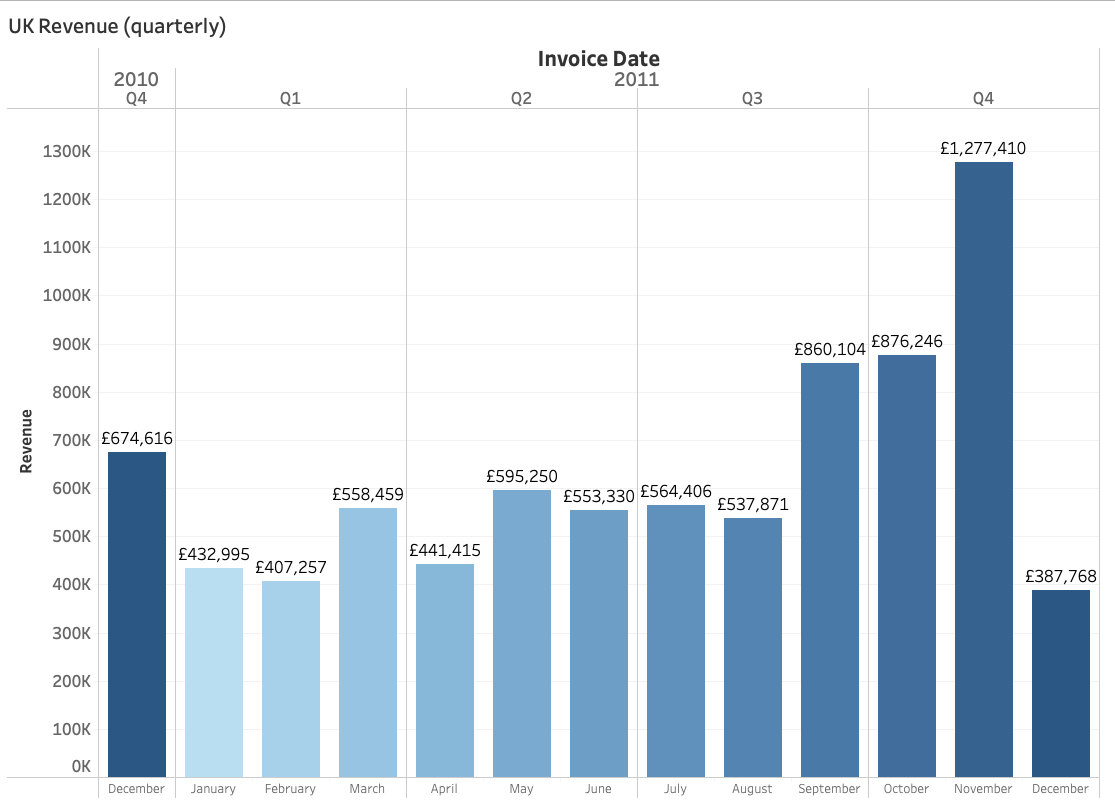 UK Revenue (quarterly)
Invoice Date
2010 2011
Q4 Q1 Q2 Q3 Q4
1300K
1200K
1100K
1000K
900K
800K
700K
600K
500K
400K
300K
200K
100K
0K
Revenue
£674,616
£432,995
£407,257
£558,459
£441,415
£595,250
£553,330
£564,406
£537,871
£860,104
£876,246
£1,277,410
£387,768
December January February March April May June July August September October November December